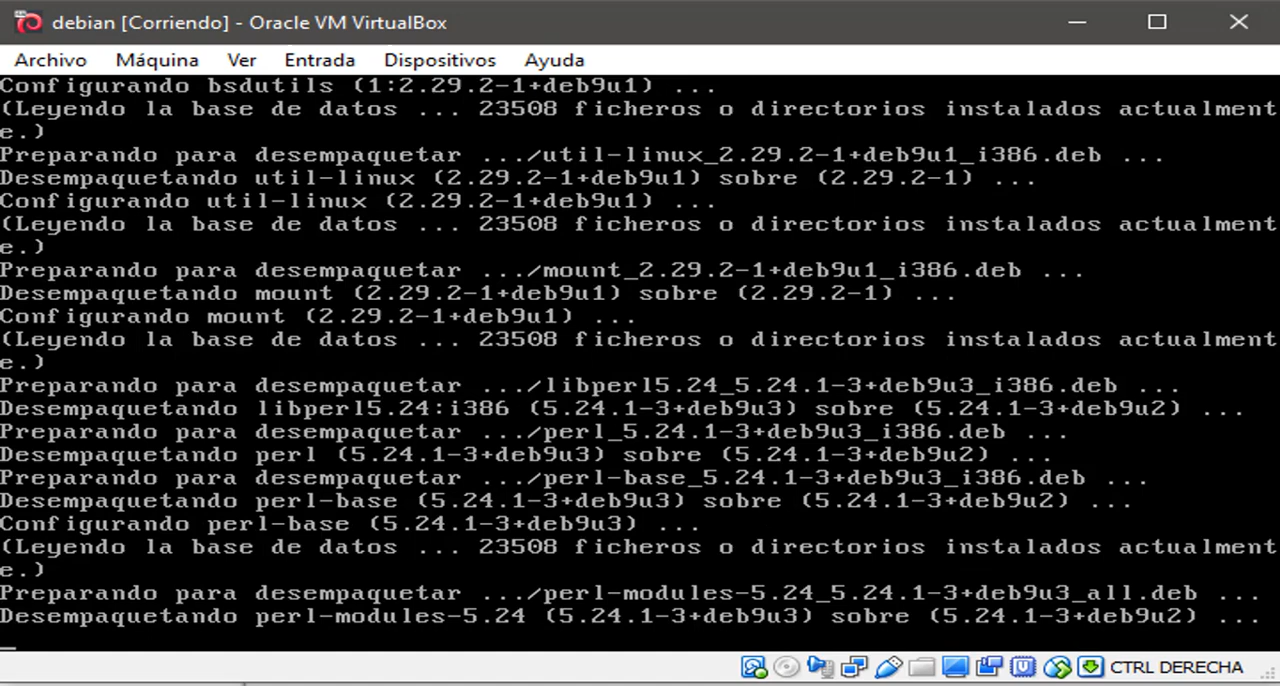 debian [Corriendo] - Oracle VM VirtualBox
Archivo Máquina Ver Entrada Dispositivos Ayuda
Configurando bsdutils (1:2.29.2-1+deb9u1) ...
(Leyendo la base de datos ... 23508 ficheros o directorios instalados actualment
e.)
Preparando para desempaquetar .../util-linux_2.29.2-1+deb9u1_i386.deb ...
Desempaquetando util-linux (2.29.2-1+deb9u1) sobre (2.29.2-1) ...
Configurando util-linux (2.29.2-1+deb9u1) ...
(Leyendo la base de datos ... 23508 ficheros o directorios instalados actualment
e.)
Preparando para desempaquetar .../mount_2.29.2-1+deb9u1_i386.deb ...
Desempaquetando mount (2.29.2-1+deb9u1) sobre (2.29.2-1) ...
Configurando mount (2.29.2-1+deb9u1) ...
(Leyendo la base de datos ... 23508 ficheros o directorios instalados actualment
e.)
Preparando para desempaquetar .../libperl5.24_5.24.1-3+deb9u3_i386.deb ...
Desempaquetando libperl5.24:i386 (5.24.1-3+deb9u3) sobre (5.24.1-3+deb9u2) ...
Preparando para desempaquetar .../perl_5.24.1-3+deb9u3_i386.deb ...
Desempaquetando perl (5.24.1-3+deb9u3) sobre (5.24.1-3+deb9u2) ...
Preparando para desempaquetar .../perl-base_5.24.1-3+deb9u3_i386.deb ...
Desempaquetando perl-base (5.24.1-3+deb9u3) sobre (5.24.1-3+deb9u2) ...
Configurando perl-base (5.24.1-3+deb9u3) ...
(Leyendo la base de datos ... 23508 ficheros o directorios instalados actualment
e.)
Preparando para desempaquetar .../perl-modules-5.24_5.24.1-3+deb9u3_all.deb ...
Desempaquetando perl-modules-5.24 (5.24.1-3+deb9u3) sobre (5.24.1-3+deb9u2) ...
CTRL DERECHA